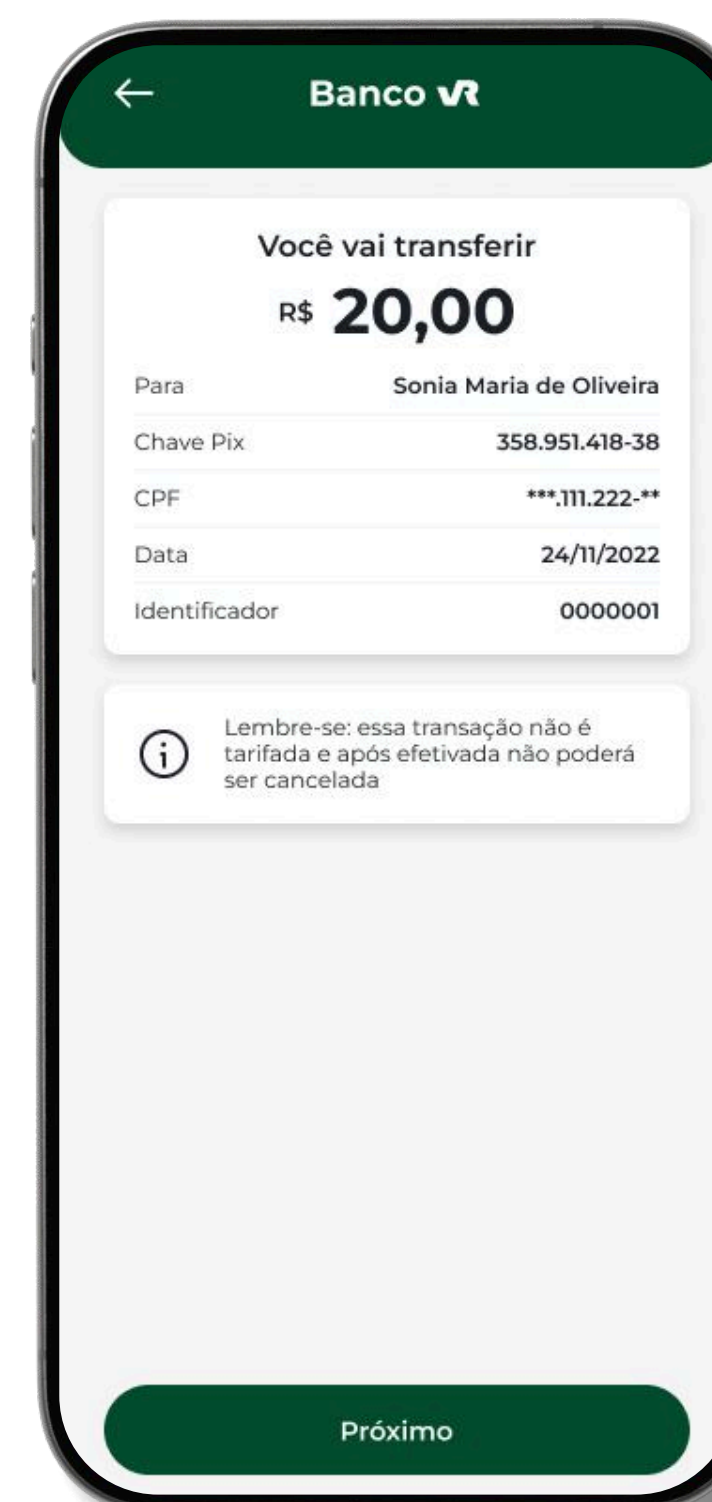 Banco VR
Você vai transferir
R$ 20,00
Para Sonia Maria de Oliveira
Chave Pix 358.951.418-38
CPF ***.111.222-**
Data 24/11/2022
Identificador 0000001
Lembre-se: essa transação não é
tarifada e após efetivada não poderá
ser cancelada
Próximo